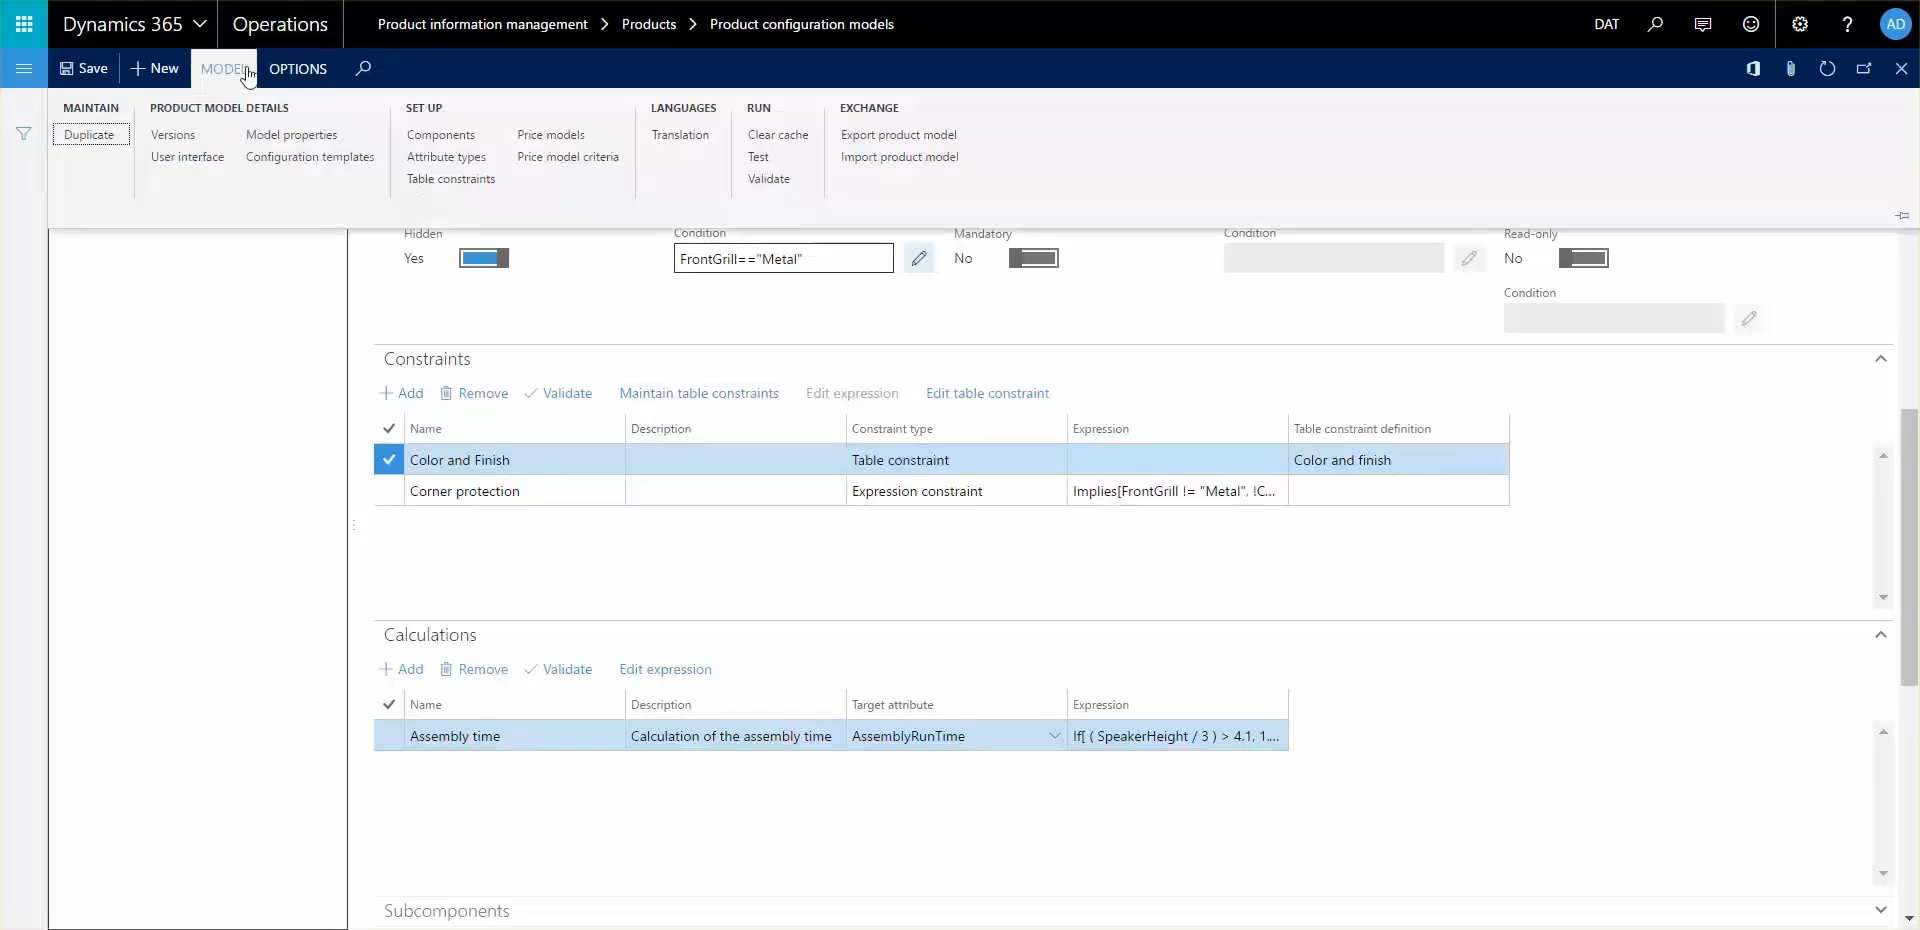 Dynamics 365 Operations Product information management Products Product configuration models DAT AD
Save New MODEL OPTIONS
MAINTAIN PRODUCT MODEL DETAILS SET UP LANGUAGES RUN EXCHANGE
Duplicate Versions Model properties Components Price models Translation Clear cache Export product model
User interface Configuration templates Attribute types Price model criteria Test Import product model
Table constraints Validate
Hidden Condition Mandatory Condition Read-only
Yes FrontGrill=="Metal" No No
Condition
Constraints
Add Remove Validate Maintain table constraints Edit expression Edit table constraint
Name Description Constraint type Expression Table constraint definition
Color and Finish Table constraint Color and finish
Corner protection Expression constraint Implies[FrontGrill != "Metal", !C...
Calculations
Add Remove Validate Edit expression
Name Description Target attribute Expression
Assembly time Calculation of the assembly time AssemblyRunTime If[ ( SpeakerHeight / 3 ) > 4.1, 1....
Subcomponents